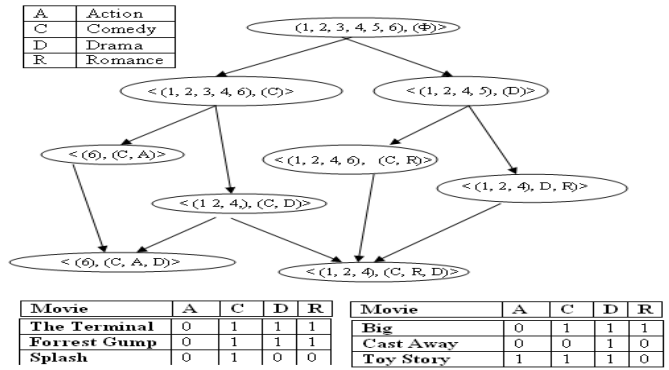 A Action
C Comedy
D Drama
R Romance
(1, 2, 3, 4, 5, 6), (Φ)>
< (1, 2, 3, 4, 6), (C)>
< (1, 2, 4, 5), (D)>
< (6), (C, A)>
< (1, 2, 4, 6), (C, R)>
< (1, 2, 4), D, R)>
< (1 2, 4,), (C, D)>
< (6), (C, A, D)>
< (1, 2, 4), (C, R, D)>
Movie A C D R
The Terminal 0 1 1 1
Forrest Gump 0 1 1 1
Splash 0 1 0 0
Movie A C D R
Big 0 1 1 1
Cast Away 0 0 1 0
Toy Story 1 1 1 0